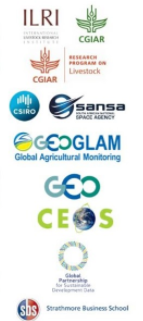 ILRI
INTERNATIONAL
LIVESTOCK RESEARCH
INSTITUTE
CGIAR
CGIAR
RESEARCH
PROGRAM ON
Livestock
CSIRO
sansa
SOUTH AFRICAN NATIONAL
SPACE AGENCY
GEOGLAM
Global Agricultural Monitoring
GEO
CEOS
Global
Partnership
for Sustainable
Development Data
SBS
Strathmore Business School